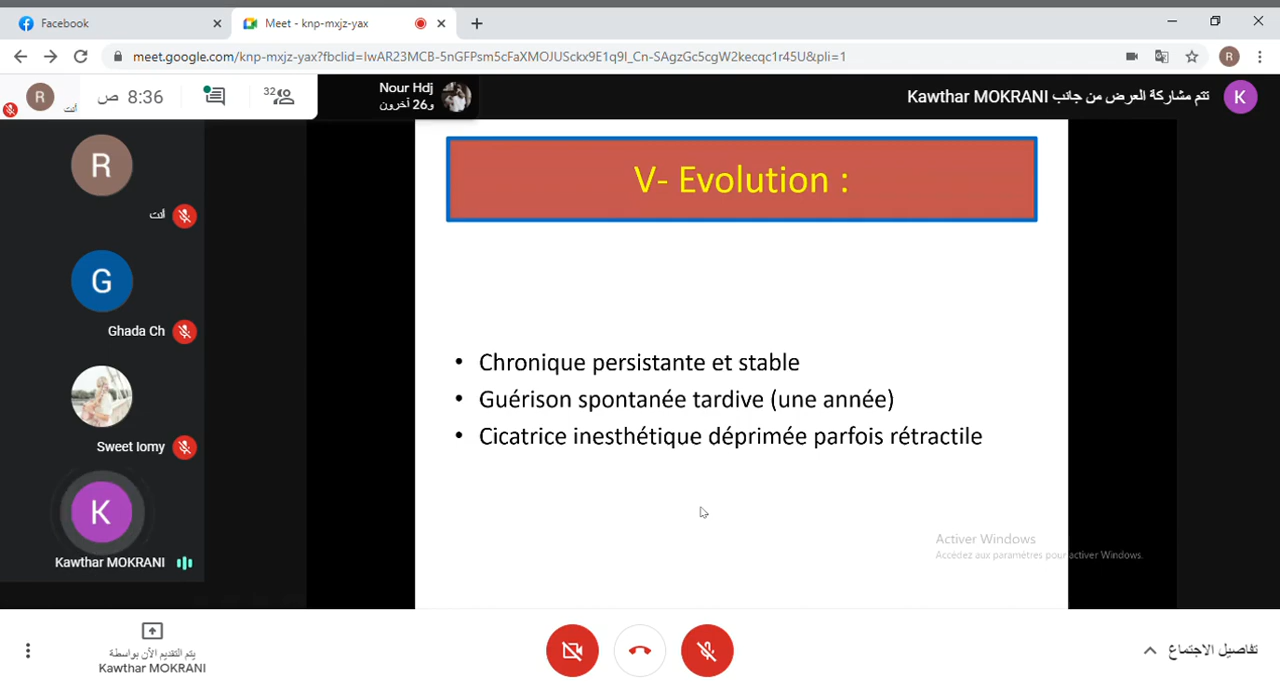 Facebook
Meet - knp-mxjz-yax
meet.google.com/knp-mxjz-yax?fbclid=IwAR23MCB-5nGFPsm5cFaXMOJUSckx9E1q9I_Cn-SAgzGc5cgW2kecqc1r45U&pli=1
R
R
أنت
8:36 ص
32
Nour Hdj
و26 آخرون
تتم مشاركة العرض من جانب Kawthar MOKRANI
K
R
أنت
G
Ghada Ch
Sweet Iomy
K
Kawthar MOKRANI
V- Evolution :
• Chronique persistante et stable
• Guérison spontanée tardive (une année)
• Cicatrice inesthétique déprimée parfois rétractile
Activer Windows
Accédez aux paramètres pour activer Windows.
يتم التقديم الآن بواسطة
Kawthar MOKRANI
تفاصيل الاجتماع